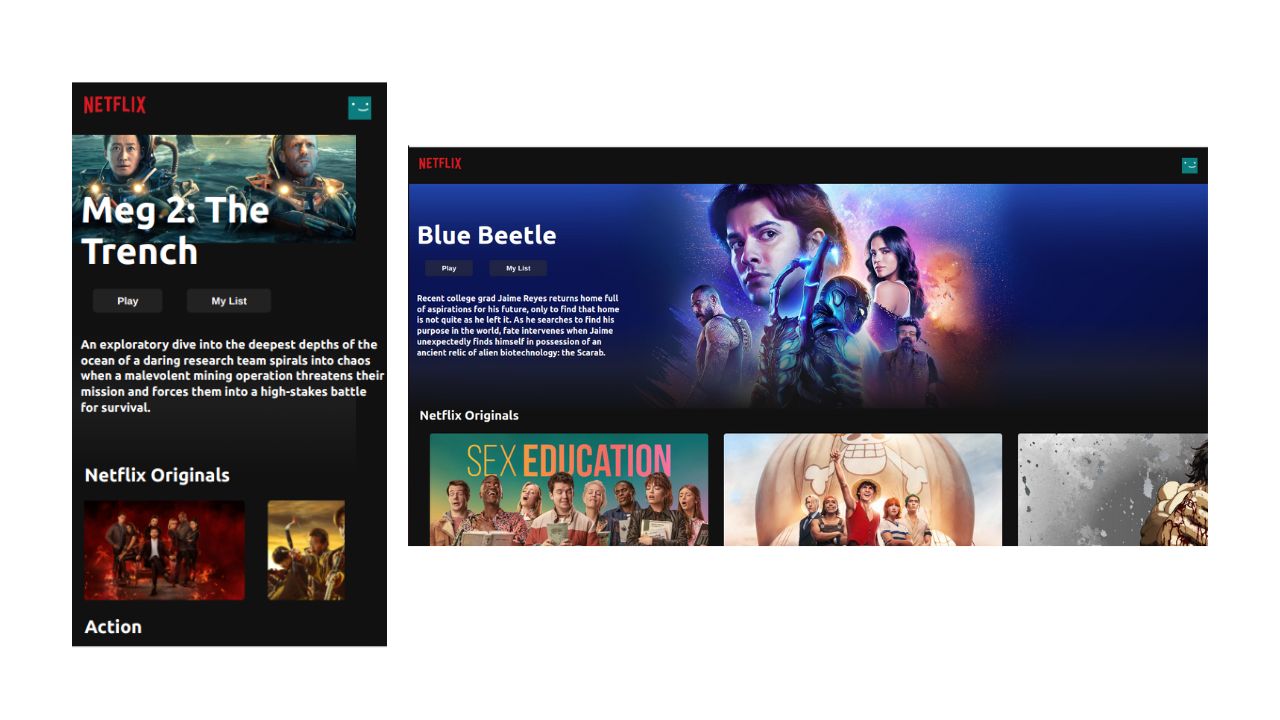 NETFLIX
Meg 2: The
Trench
Play
My List
An exploratory dive into the deepest depths of the
ocean of a daring research team spirals into chaos
when a malevolent mining operation threatens their
mission and forces them into a high-stakes battle
for survival.
Netflix Originals
Action
NETFLIX
Blue Beetle
Play
My List
Recent college grad Jaime Reyes returns home full
of aspirations for his future, only to find that home
is not quite as he left it. As he searches to find his
purpose in the world, fate intervenes when Jaime
unexpectedly finds himself in possession of an
ancient relic of alien biotechnology: the Scarab.
Netflix Originals
SEX EDUCATION